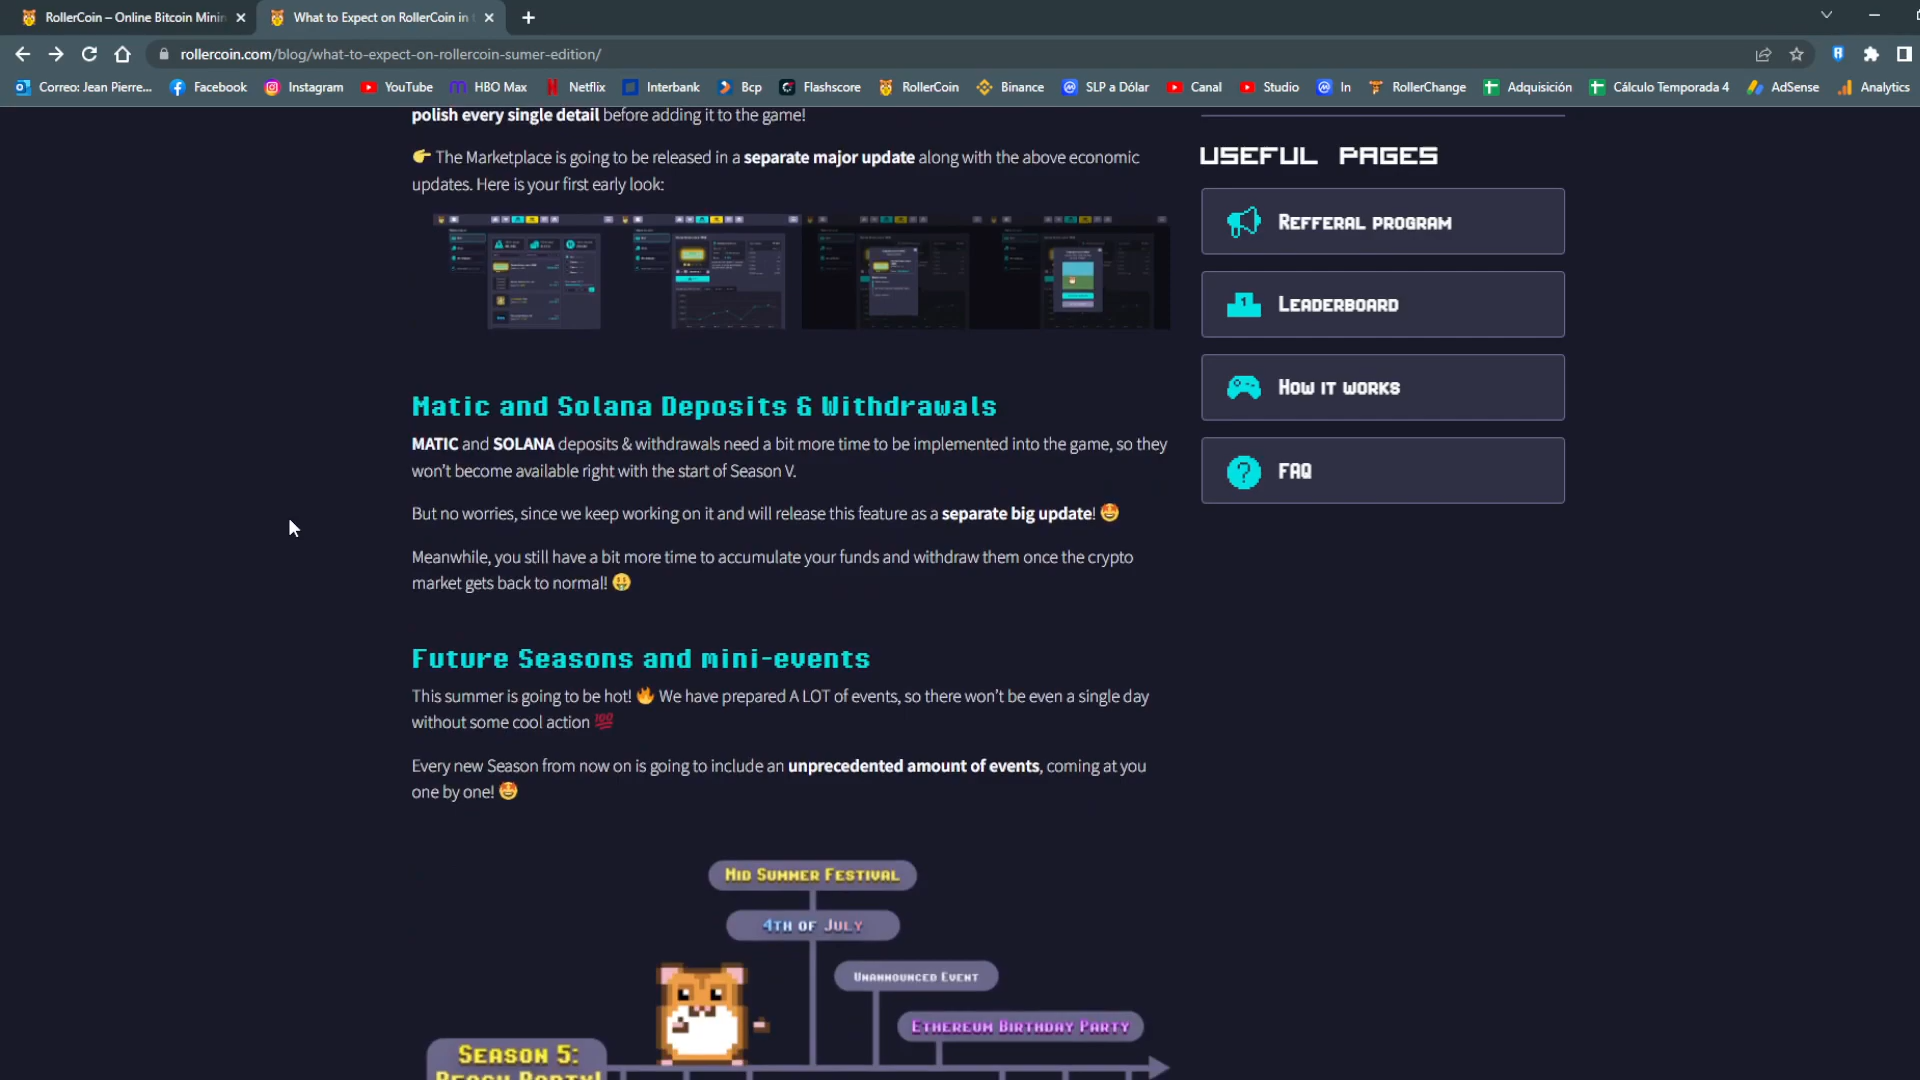 RollerCoin – Online Bitcoin Minin
What to Expect on RollerCoin in
rollercoin.com/blog/what-to-expect-on-rollercoin-sumer-edition/
Correo: Jean Pierre... Facebook Instagram YouTube HBO Max Netflix Interbank Bcp Flashscore RollerCoin Binance SLP a Dólar Canal Studio In RollerChange Adquisición Cálculo Temporada 4 AdSense Analytics
polish every single detail before adding it to the game!
👉 The Marketplace is going to be released in a separate major update along with the above economic
updates. Here is your first early look:
Matic and Solana Deposits & Withdrawals
MATIC and SOLANA deposits & withdrawals need a bit more time to be implemented into the game, so they
won't become available right with the start of Season V.
But no worries, since we keep working on it and will release this feature as a separate big update! 🤩
Meanwhile, you still have a bit more time to accumulate your funds and withdraw them once the crypto
market gets back to normal! 🤑
Future Seasons and mini-events
This summer is going to be hot! 🔥 We have prepared A LOT of events, so there won't be even a single day
without some cool action 💯
Every new Season from now on is going to include an unprecedented amount of events, coming at you
one by one! 🤩
Mid Summer Festival
4th of July
Unannounced Event
Ethereum Birthday Party
Season 5:
Beach Party!
Useful pages
Refferal program
Leaderboard
How it works
FAQ